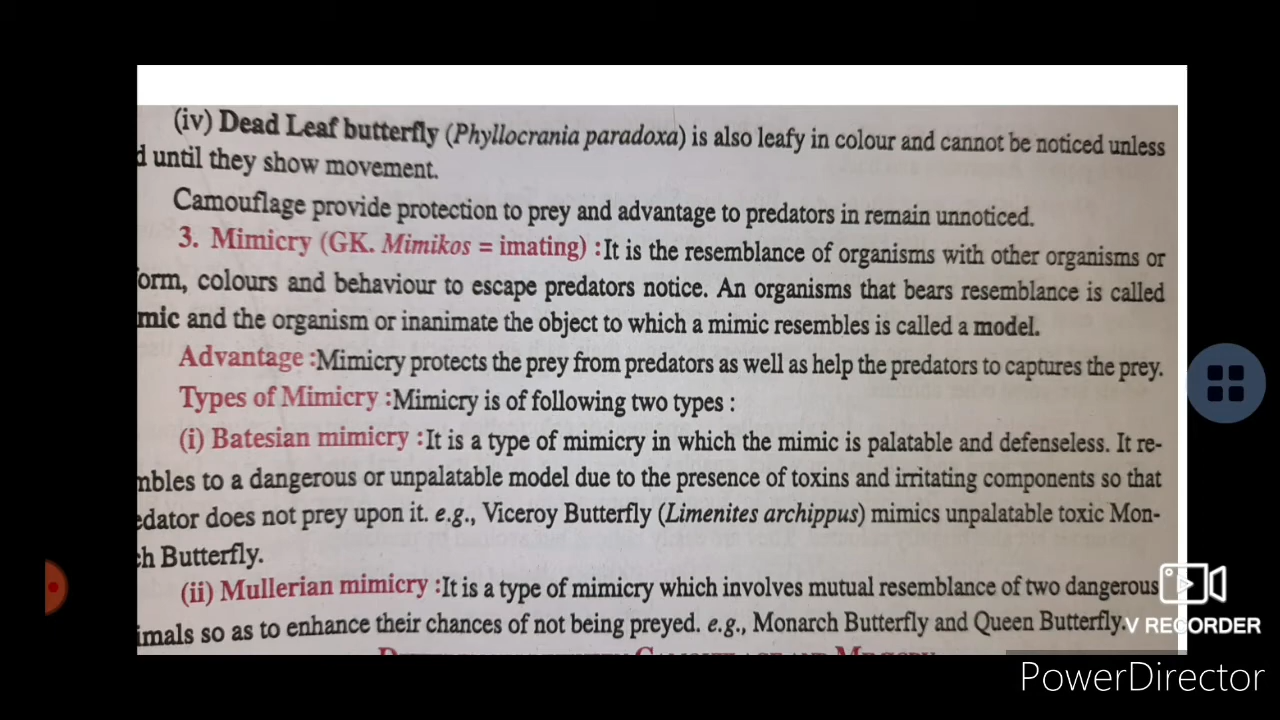 (iv) Dead Leaf butterfly (Phyllocrania paradoxa) is also leafy in colour and cannot be noticed unless
d until they show movement.
Camouflage provide protection to prey and advantage to predators in remain unnoticed.
3. Mimicry (GK. Mimikos = imating) :It is the resemblance of organisms with other organisms or
orm, colours and behaviour to escape predators notice. An organisms that bears resemblance is called
mic and the organism or inanimate the object to which a mimic resembles is called a model.
Advantage :Mimicry protects the prey from predators as well as help the predators to captures the prey.
Types of Mimicry :Mimicry is of following two types :
(i) Batesian mimicry :It is a type of mimicry in which the mimic is palatable and defenseless. It re-
mbles to a dangerous or unpalatable model due to the presence of toxins and irritating components so that
edator does not prey upon it. e.g., Viceroy Butterfly (Limenites archippus) mimics unpalatable toxic Mon-
ch Butterfly.
(ii) Mullerian mimicry :It is a type of mimicry which involves mutual resemblance of two dangerous
imals so as to enhance their chances of not being preyed. e.g., Monarch Butterfly and Queen Butterfly.
V RECORDER
PowerDirector